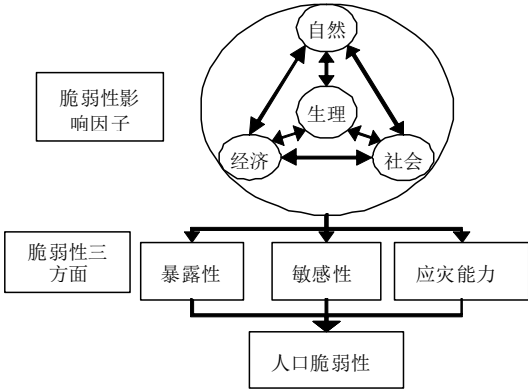 自然
脆弱性影
响因子
生理
经济
社会
脆弱性三
方面
暴露性
敏感性
应灾能力
人口脆弱性